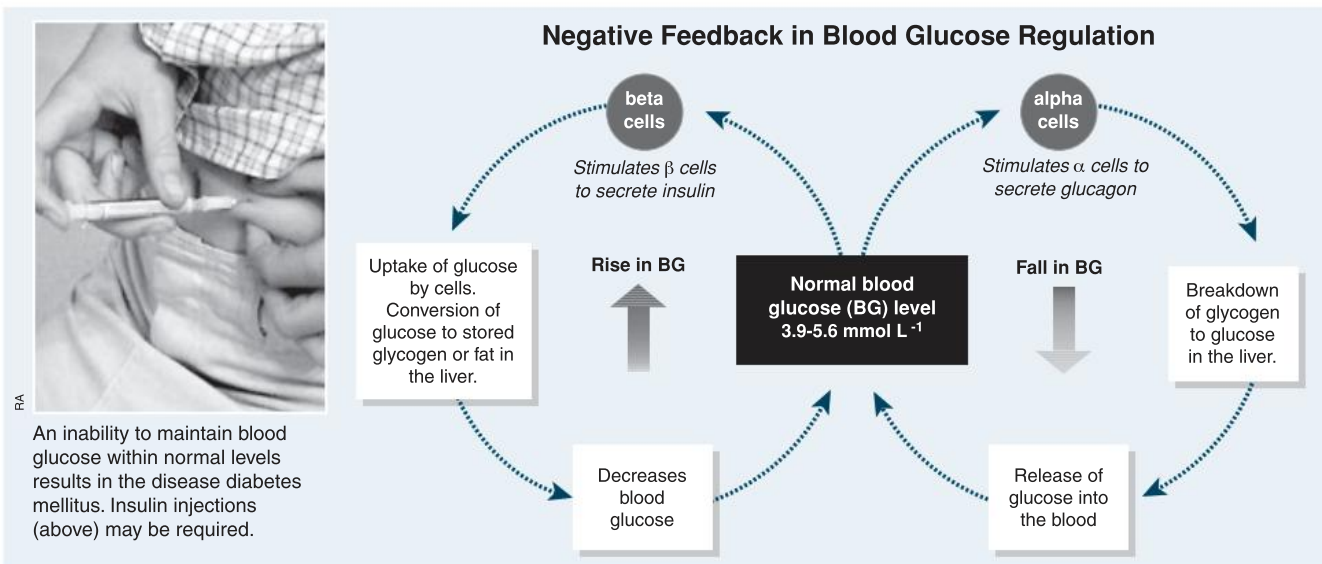 Negative Feedback in Blood Glucose Regulation
beta
cells
Stimulates β cells
to secrete insulin
alpha
cells
Stimulates α cells to
secrete glucagon
Uptake of glucose
by cells.
Conversion of
glucose to stored
glycogen or fat in
the liver.
Rise in BG
Normal blood
glucose (BG) level
3.9-5.6 mmol L⁻¹
Fall in BG
Breakdown
of glycogen
to glucose
in the liver.
Decreases
blood
glucose
Release of
glucose into
the blood
RA
An inability to maintain blood
glucose within normal levels
results in the disease diabetes
mellitus. Insulin injections
(above) may be required.